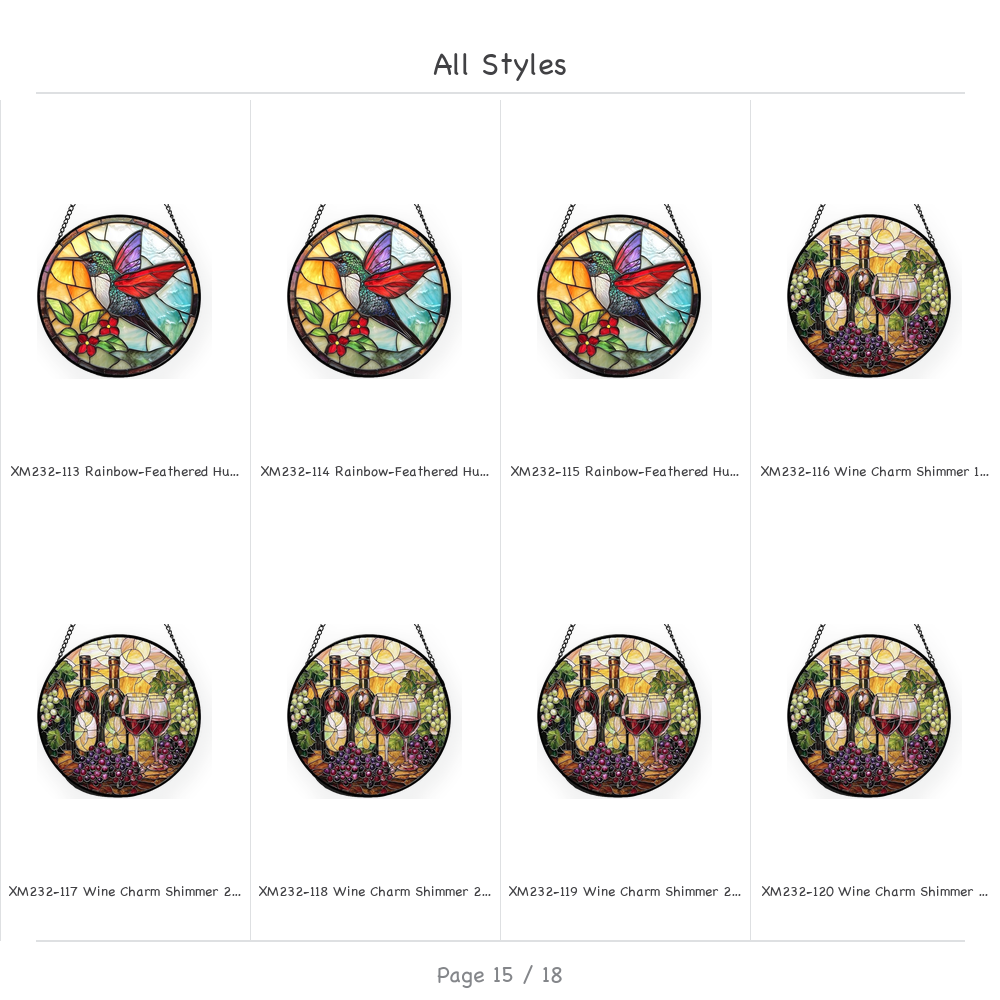 All Styles
XM232-113 Rainbow-Feathered Hu...
XM232-114 Rainbow-Feathered Hu...
XM232-115 Rainbow-Feathered Hu...
XM232-116 Wine Charm Shimmer 1...
XM232-117 Wine Charm Shimmer 2...
XM232-118 Wine Charm Shimmer 2...
XM232-119 Wine Charm Shimmer 2...
XM232-120 Wine Charm Shimmer ...
Page 15 / 18